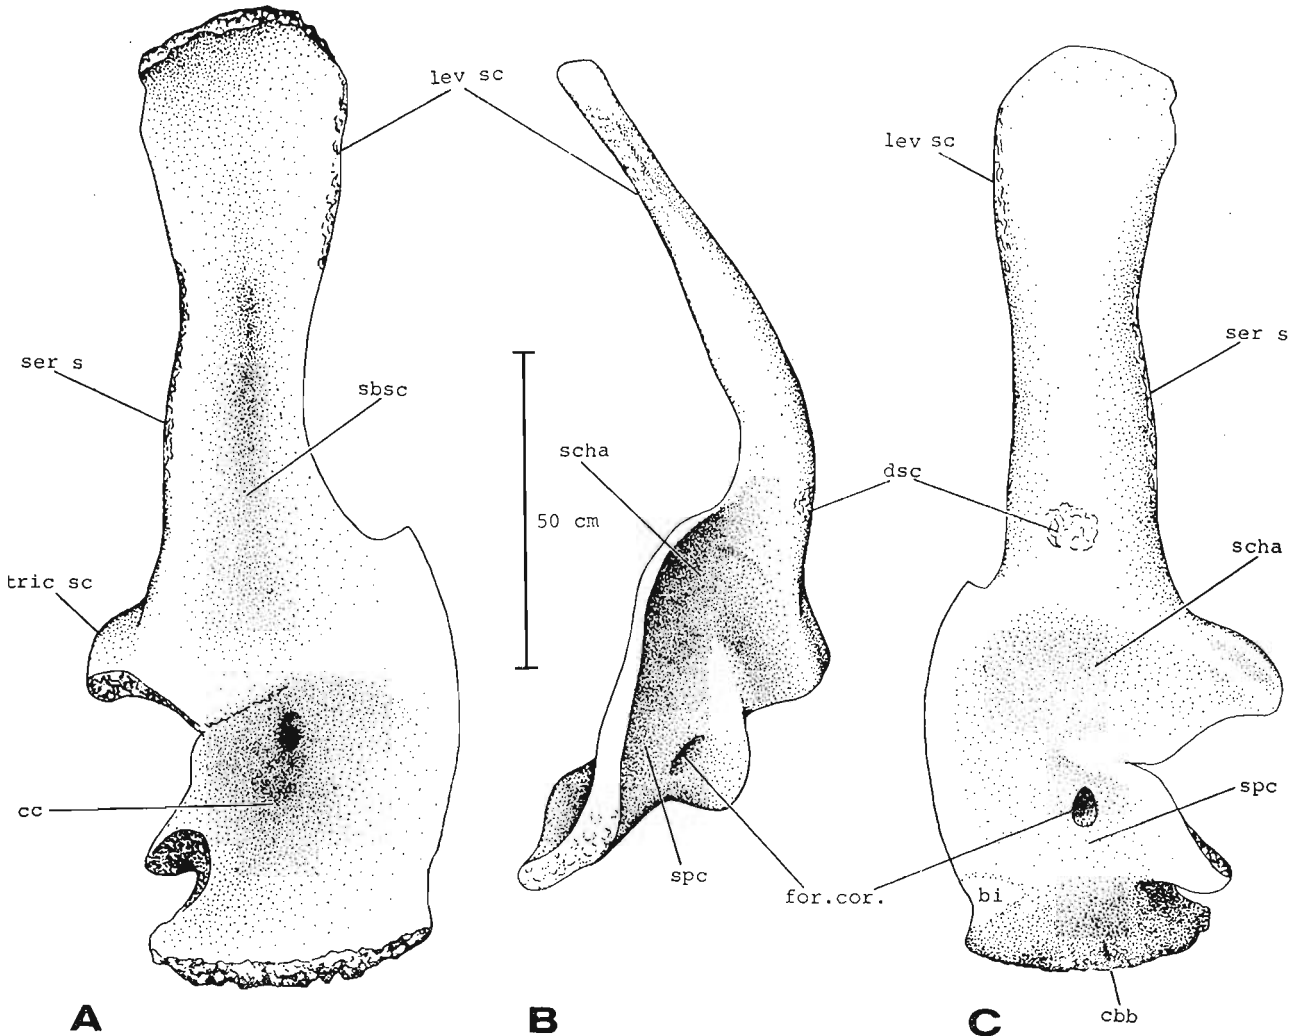 lev sc
lev sc
ser s
ser s
sbsc
scha
dsc
50 cm
scha
tric sc
cc
spc
spc
for.cor.
bi
cbb
A
B
C